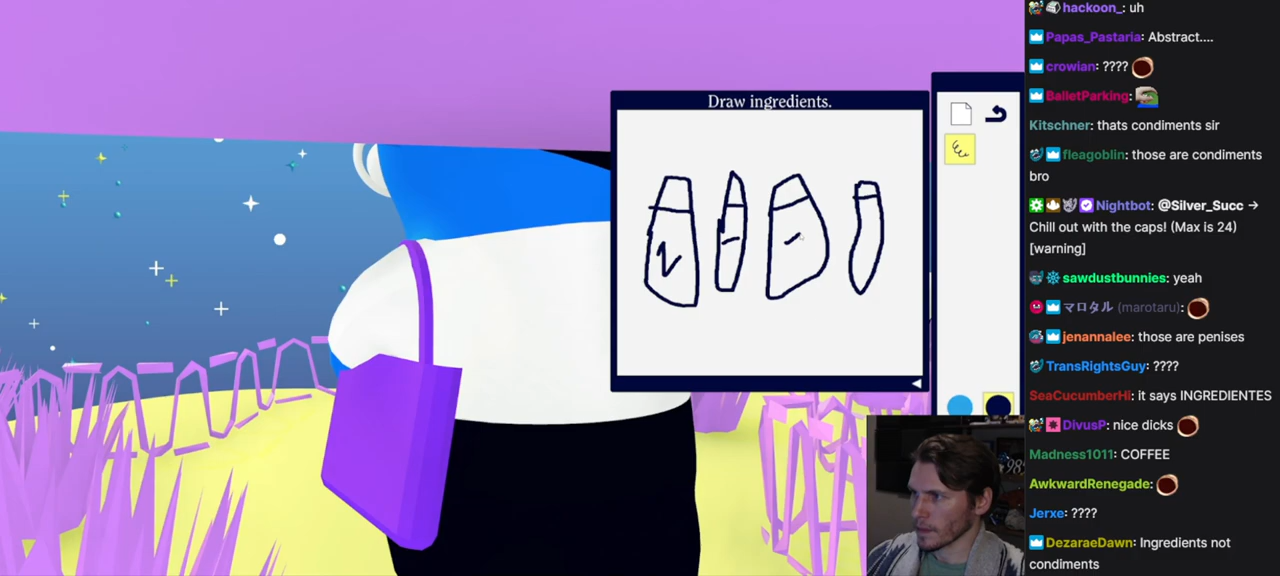 hackoon_: uh
Papas_Pastaria: Abstract....
crowian: ????
BalletParking:
Kitschner: thats condiments sir
fleagoblin: those are condiments
bro
Nightbot: @Silver_Succ →
Chill out with the caps! (Max is 24)
[warning]
sawdustbunnies: yeah
マロタル (marotaru):
jenannalee: those are penises
TransRightsGuy: ????
SeaCucumberHi: it says INGREDIENTES
DivusP: nice dicks
Madness1011: COFFEE
AwkwardRenegade:
Jerxe: ????
DezaraeDawn: Ingredients not
condiments
Draw ingredients.